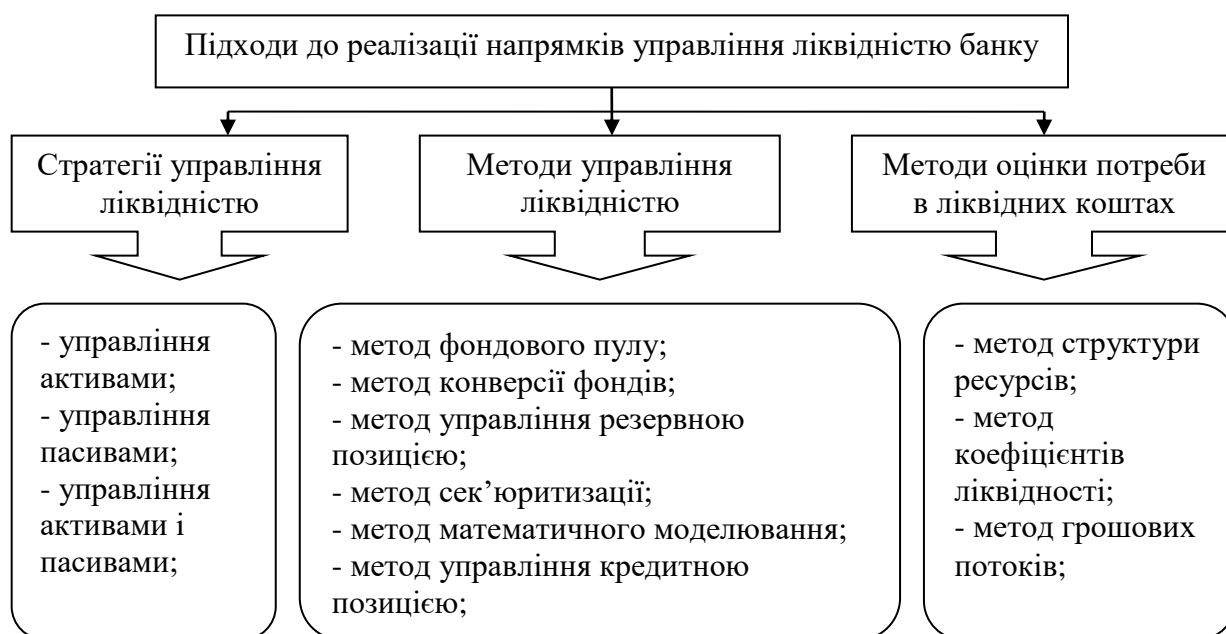 Підходи до реалізації напрямків управління ліквідністю банку
Стратегії управління
ліквідністю
Методи управління
ліквідністю
Методи оцінки потреби
в ліквідних коштах
- управління
активами;
- управління
пасивами;
- управління
активами і
пасивами;
- метод фондового пулу;
- метод конверсії фондів;
- метод управління резервною
позицією;
- метод сек’юритизації;
- метод математичного моделювання;
- метод управління кредитною
позицією;
- метод структури
ресурсів;
- метод
коефіцієнтів
ліквідності;
- метод грошових
потоків;